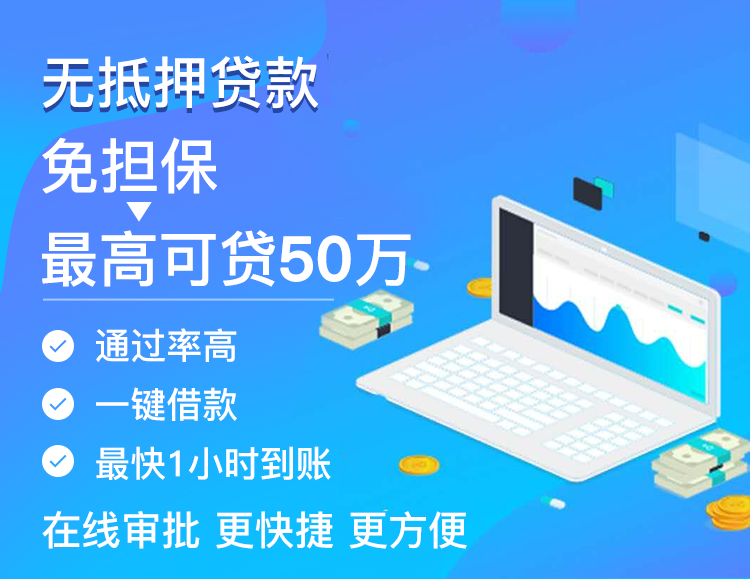 无抵押贷款
免担保
最高可贷50万
通过率高
一键借款
最快1小时到账
在线审批 更快捷 更方便